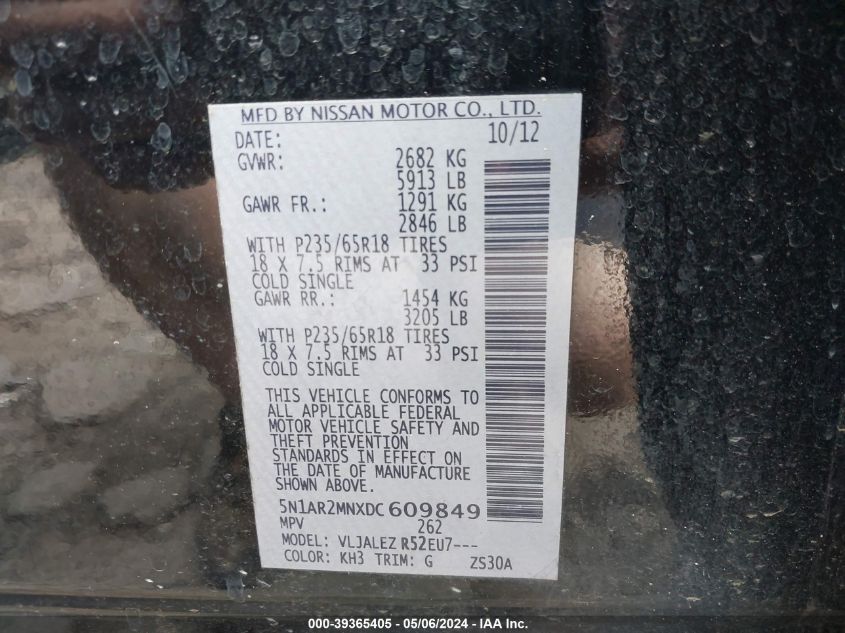 MFD BY NISSAN MOTOR CO., LTD.
DATE: 10/12
GVWR: 2682 KG
5913 LB
GAWR FR.: 1291 KG
2846 LB
WITH P235/65R18 TIRES
18 X 7.5 RIMS AT 33 PSI
COLD SINGLE
GAWR RR.: 1454 KG
3205 LB
WITH P235/65R18 TIRES
18 X 7.5 RIMS AT 33 PSI
COLD SINGLE
THIS VEHICLE CONFORMS TO
ALL APPLICABLE FEDERAL
MOTOR VEHICLE SAFETY AND
THEFT PREVENTION
STANDARDS IN EFFECT ON
THE DATE OF MANUFACTURE
SHOWN ABOVE.
5N1AR2MNXDC609849
MPV 262
MODEL: VLJALEZ R52EU7---
COLOR: KH3 TRIM: G ZS30A
000-39365405 - 05/06/2024 - IAA Inc.